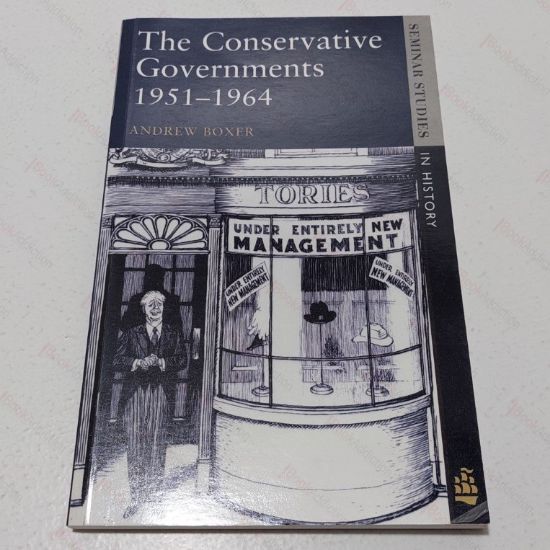 The Conservative
Governments
1951–1964
ANDREW BOXER
SEMINAR STUDIES IN HISTORY
TORIES
UNDER ENTIRELY NEW
MANAGEMENT
UNDER ENTIRELY
NEW MANAGEMENT
UNDER ENTIRELY
NEW MANAGEMENT